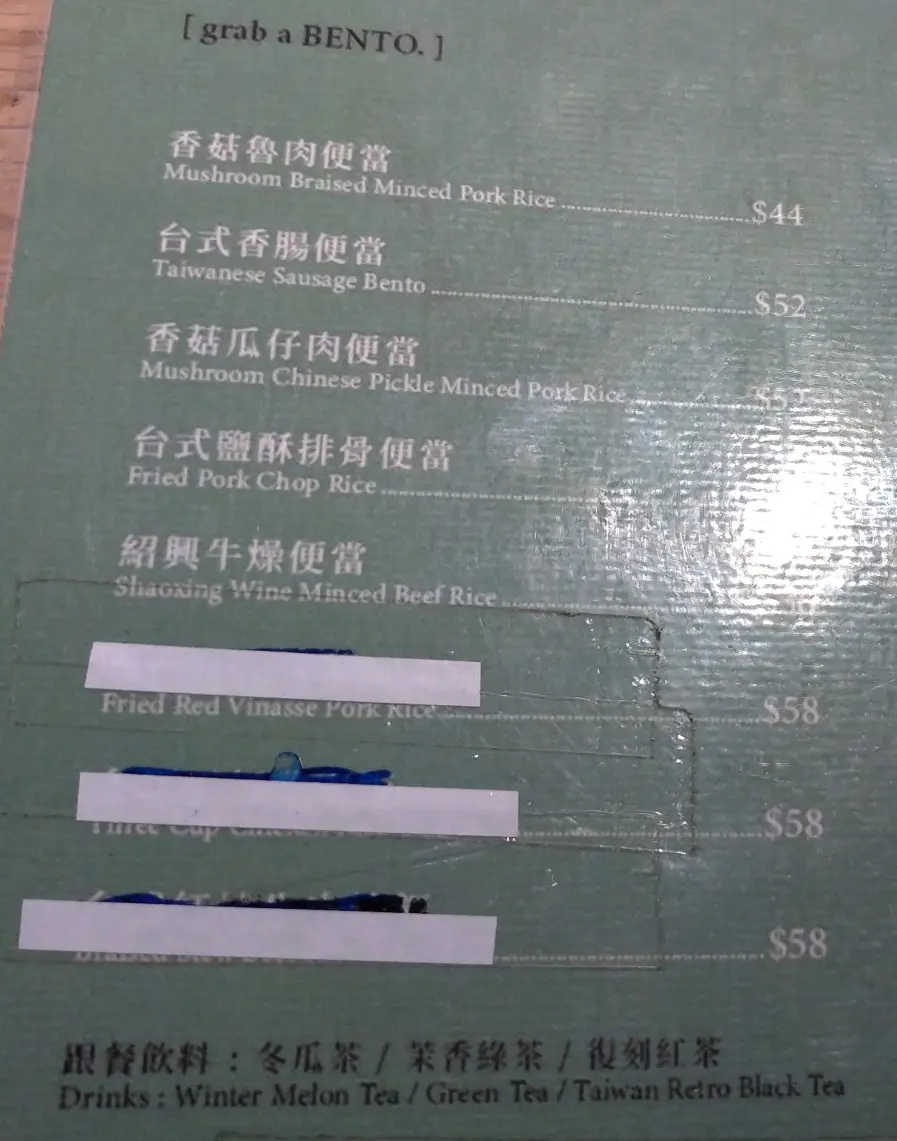 [ grab a BENTO. ]
香菇魯肉便當
Mushroom Braised Minced Pork Rice $44
台式香腸便當
Taiwanese Sausage Bento $52
香菇瓜仔肉便當
Mushroom Chinese Pickle Minced Pork Rice $52
台式鹽酥排骨便當
Fried Pork Chop Rice
紹興牛燥便當
Shaoxing Wine Minced Beef Rice
Fried Red Vinasse Pork Rice $58
Three Cup $58
$58
跟餐飲料 : 冬瓜茶 / 茉香綠茶 / 復刻紅茶
Drinks : Winter Melon Tea / Green Tea / Taiwan Retro Black Tea